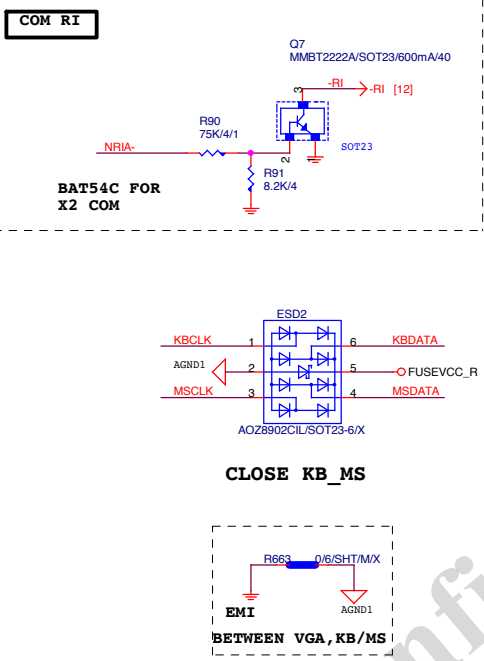 COM RI
Q7
MMBT2222A/SOT23/600mA/40
-RI
-RI [12]
3
R90
75K/4/1
SOT23
NRIA-
2
1
R91
8.2K/4
BAT54C FOR
X2 COM
ESD2
KBCLK
1
6
KBDATA
AGND1
2
5
FUSEVCC_R
MSCLK
3
4
MSDATA
AOZ8902CIL/SOT23-6/X
CLOSE KB_MS
R663
0/6/SHT/M/X
EMI
AGND1
BETWEEN VGA,KB/MS
nfi